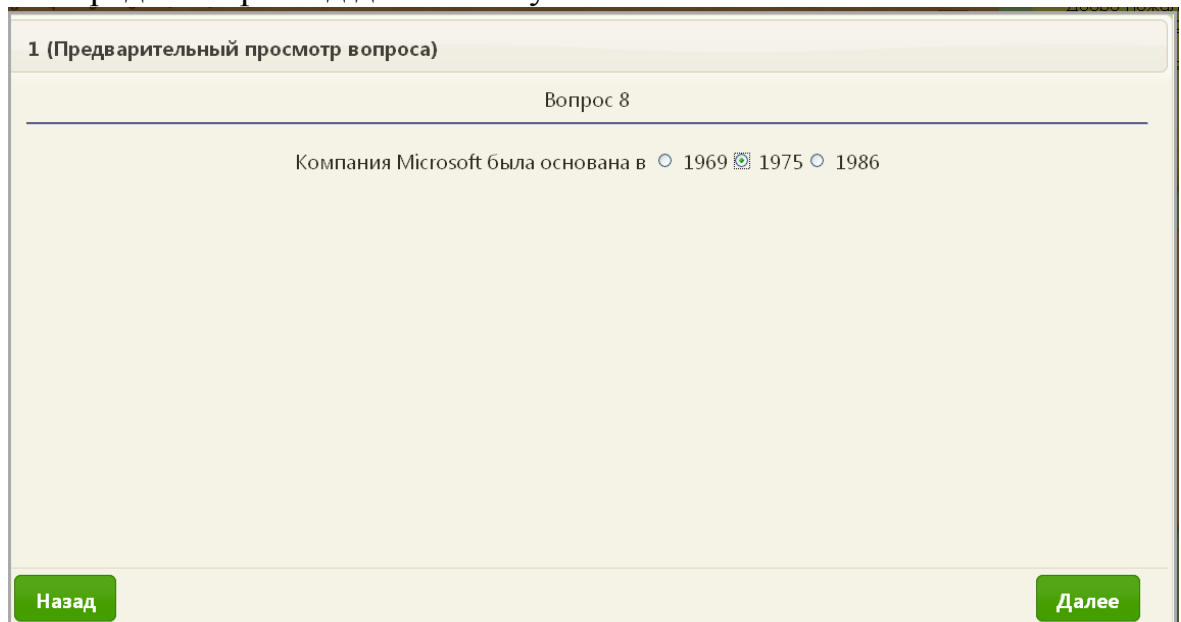 1 (Предварительный просмотр вопроса)
Вопрос 8
Компания Microsoft была основана в 1969 1975 1986
Назад
Далее